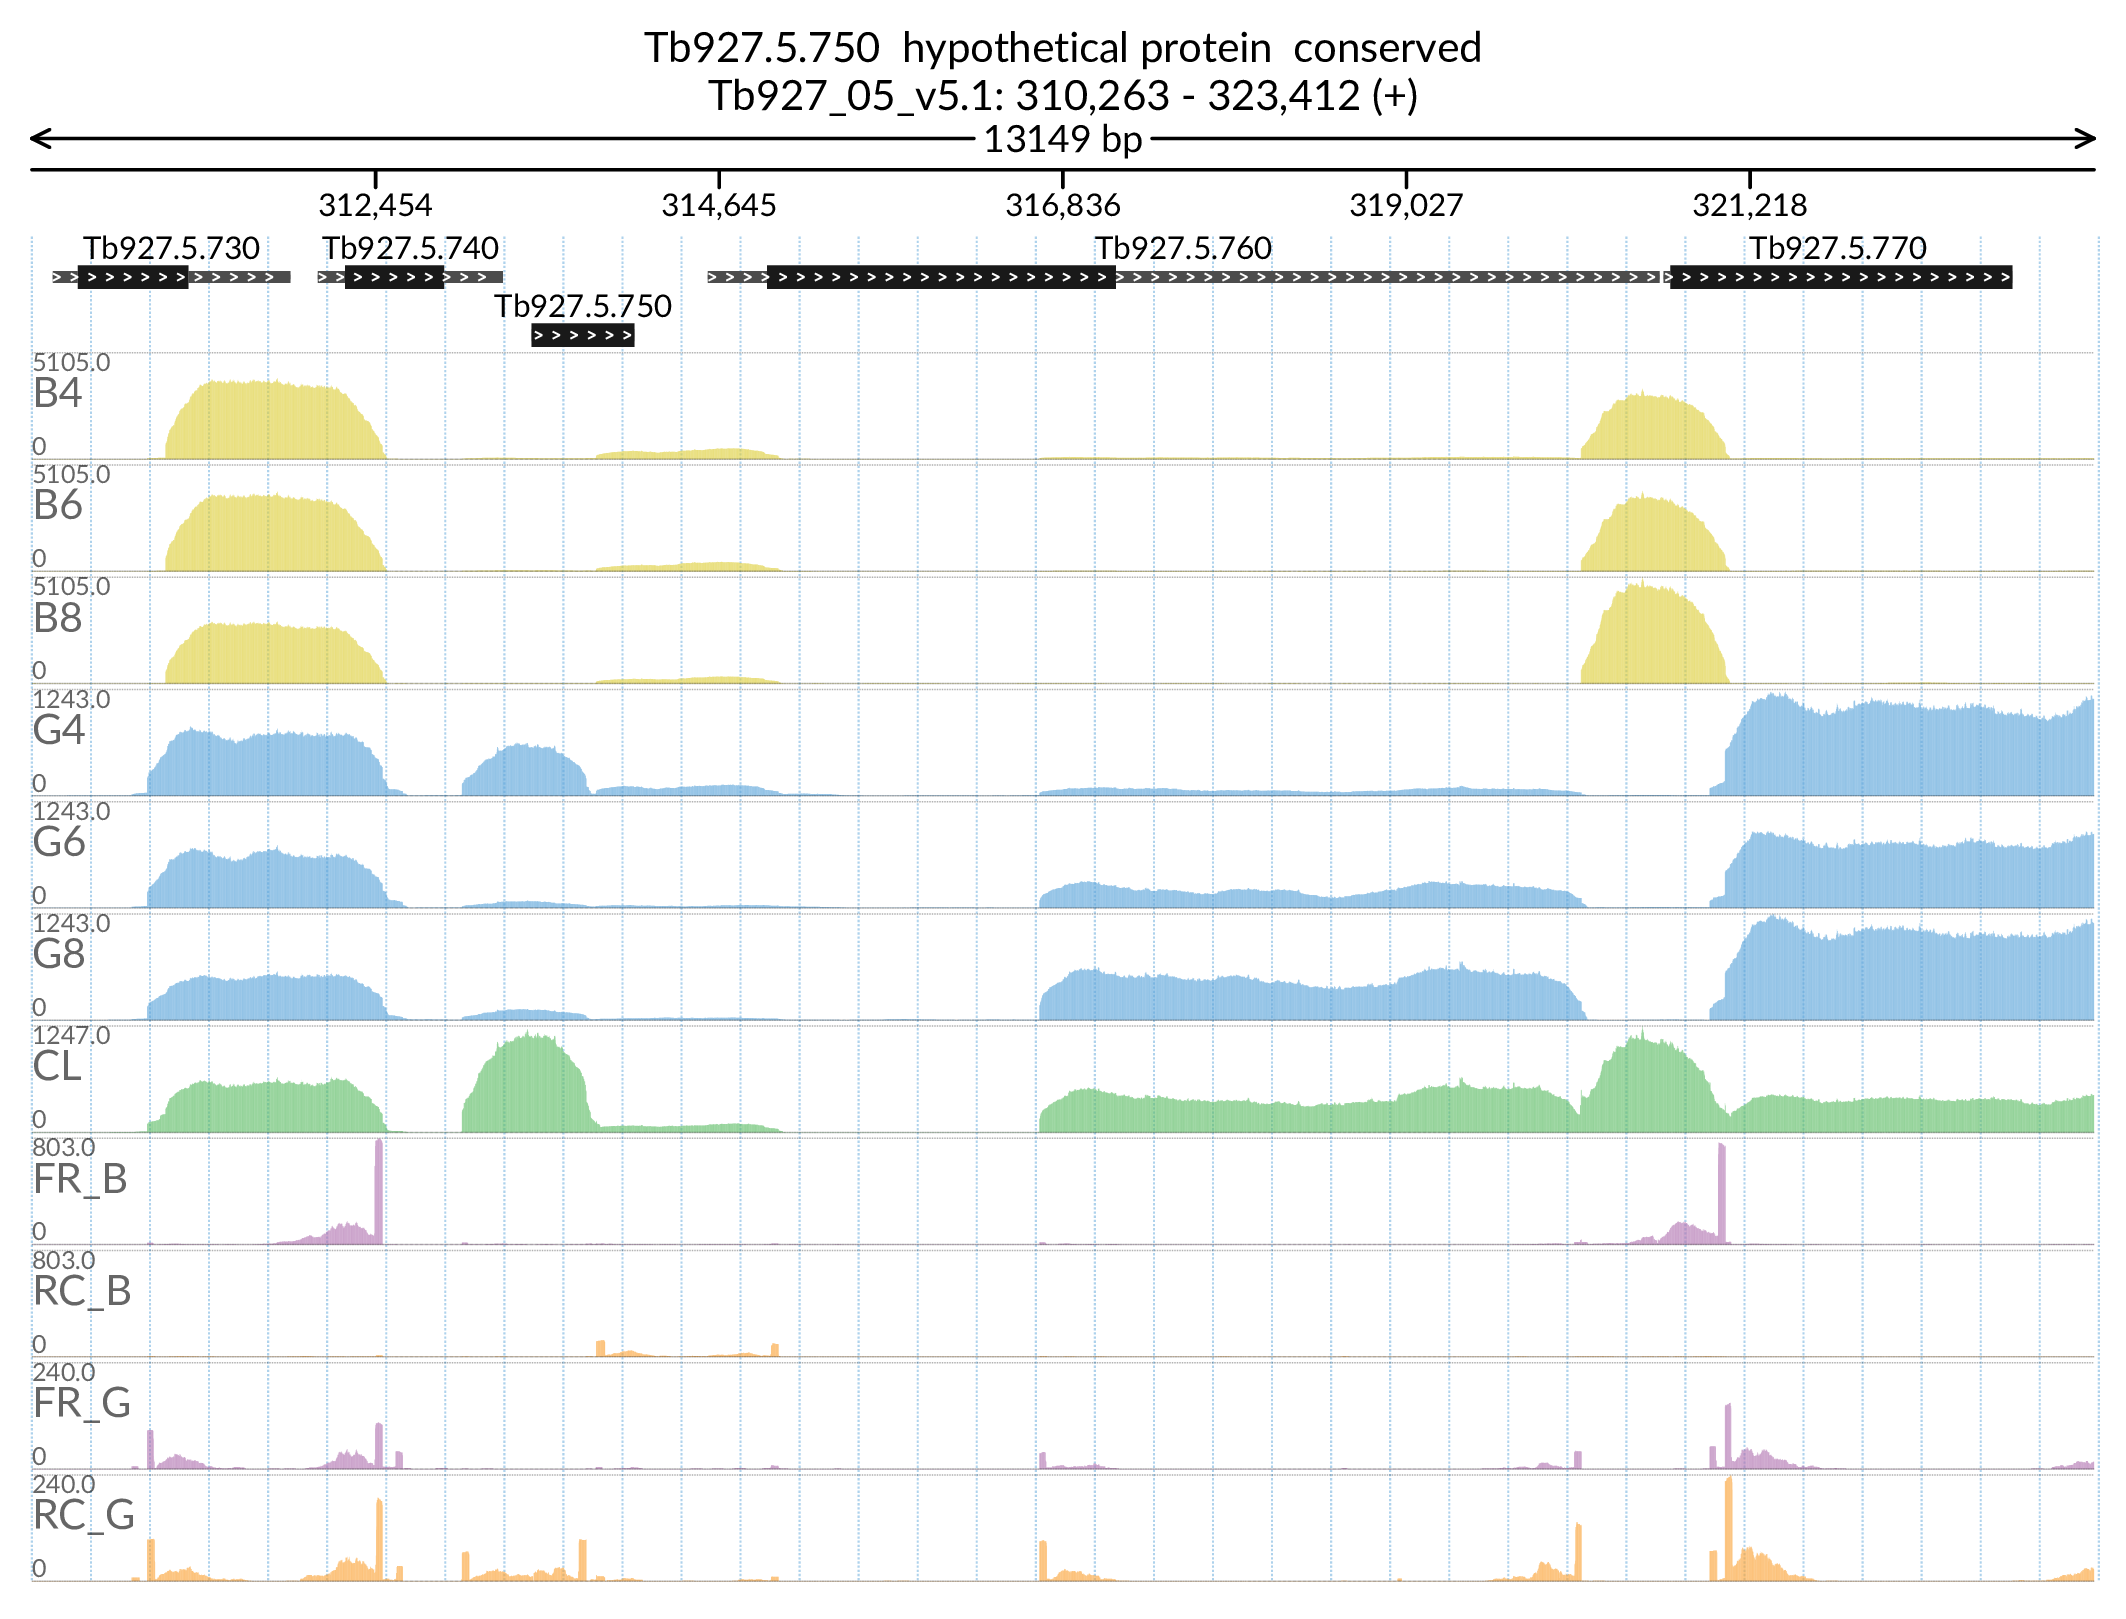 Tb927.5.750  hypothetical protein  conserved
Tb927_05_v5.1: 310,263 - 323,412 (+)
13149 bp
312,454 314,645 316,836 319,027 321,218
Tb927.5.730 Tb927.5.740 Tb927.5.760 Tb927.5.770
Tb927.5.750
5105.0
B4
0
5105.0
B6
0
5105.0
B8
0
1243.0
G4
0
1243.0
G6
0
1243.0
G8
0
1247.0
CL
0
803.0
FR_B
0
803.0
RC_B
0
240.0
FR_G
0
240.0
RC_G
0